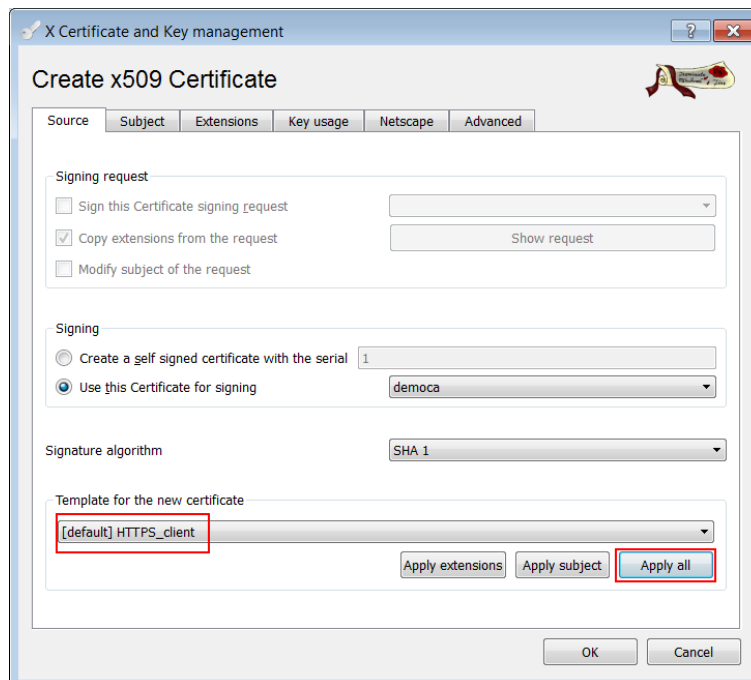 X Certificate and Key management
Create x509 Certificate
Source Subject Extensions Key usage Netscape Advanced
Signing request
Sign this Certificate signing request
Copy extensions from the request Show request
Modify subject of the request
Signing
Create a self signed certificate with the serial 1
Use this Certificate for signing democa
Signature algorithm SHA 1
Template for the new certificate
[default] HTTPS_client
Apply extensions Apply subject Apply all
OK Cancel